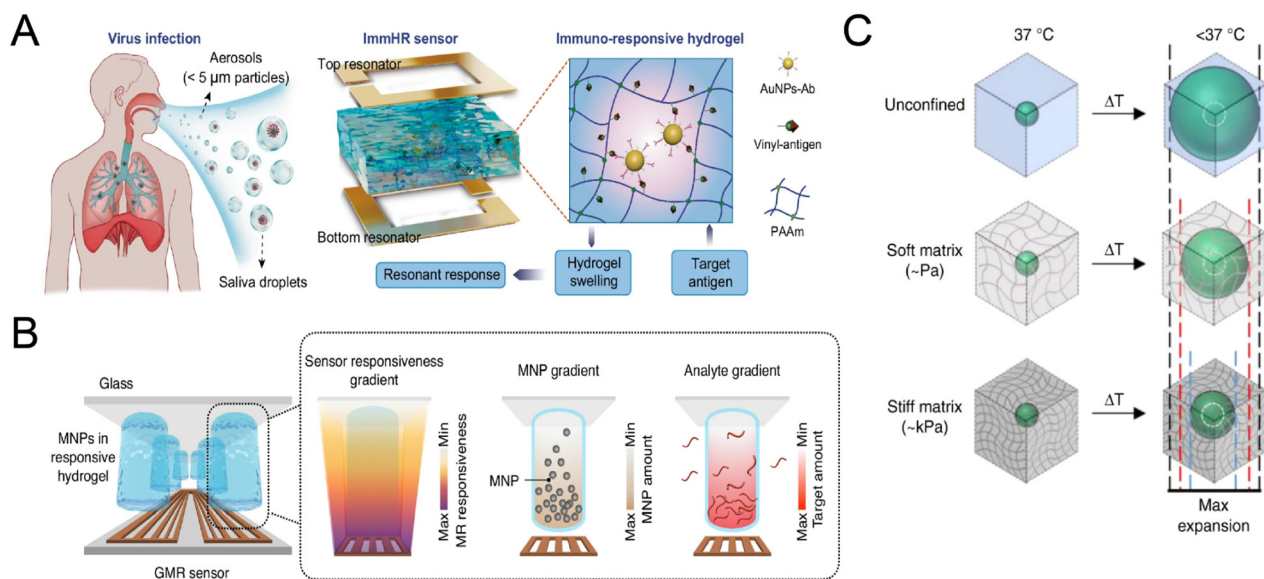 A
Virus infection
Aerosols
(< 5 μm particles)
Saliva droplets
ImmHR sensor
Top resonator
Bottom resonator
Immuno-responsive hydrogel
AuNPs-Ab
Vinyl-antigen
PAAm
Resonant response
Hydrogel
swelling
Target
antigen
B
Glass
MNPs in
responsive
hydrogel
GMR sensor
Sensor responsiveness
gradient
Max Min
MR responsiveness
MNP gradient
MNP
Max Min
MNP amount
Analyte gradient
Max Min
Target amount
C
37 °C
<37 °C
Unconfined
ΔT
Soft matrix
(~Pa)
ΔT
Stiff matrix
(~kPa)
ΔT
Max
expansion